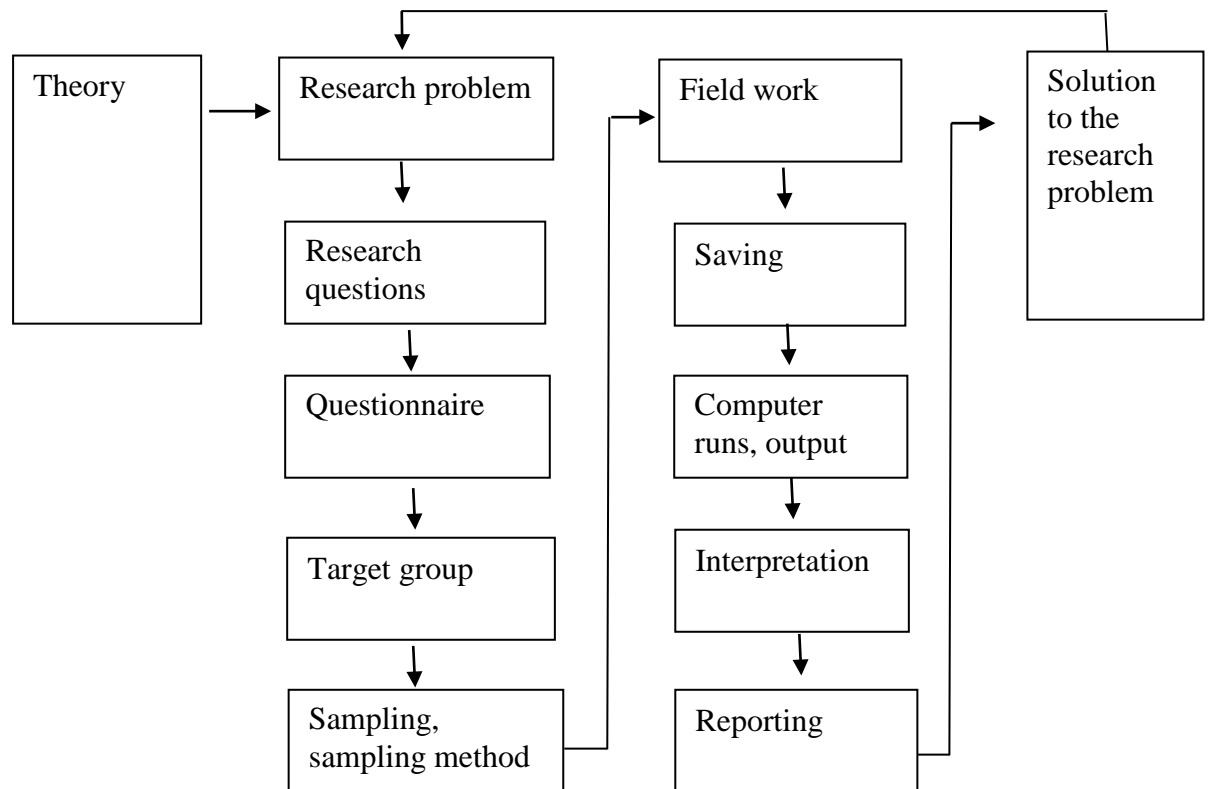 Theory
Research problem
Research
questions
Questionnaire
Target group
Sampling,
sampling method
Field work
Saving
Computer
runs, output
Interpretation
Reporting
Solution
to the
research
problem